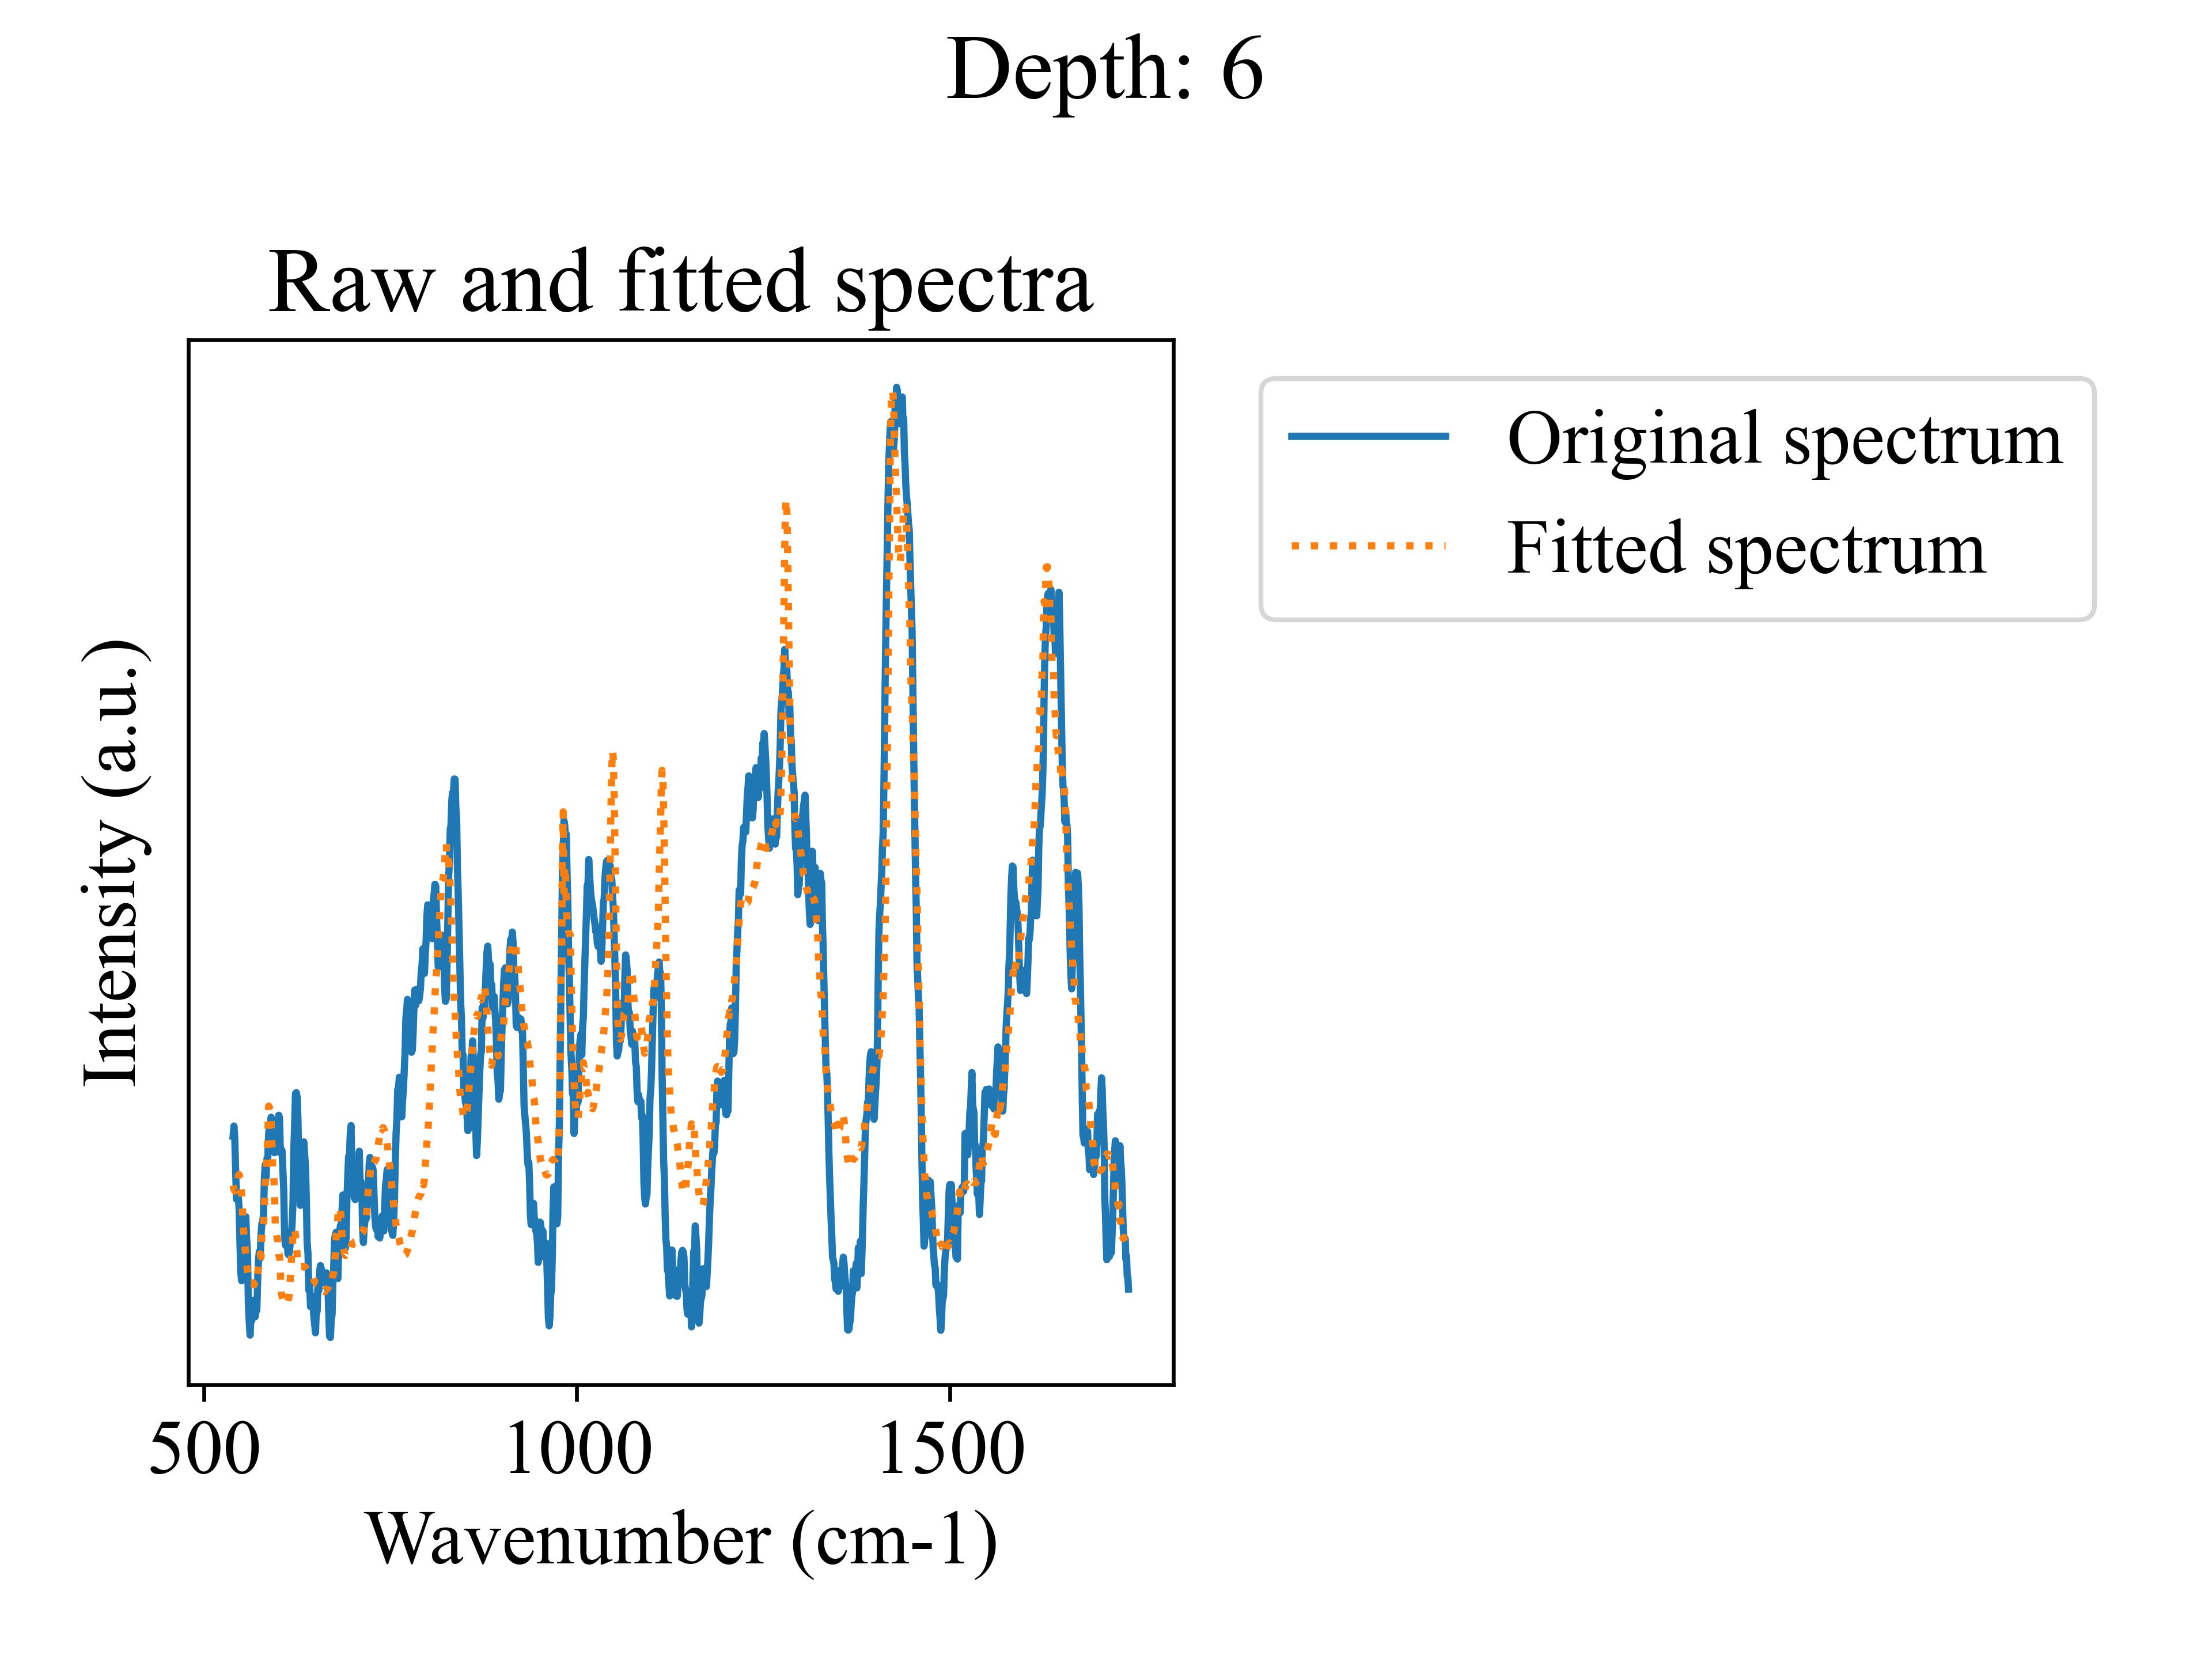 Depth: 6
Raw and fitted spectra
Original spectrum
Fitted spectrum
Intensity (a.u.)
500 1000 1500
Wavenumber (cm-1)